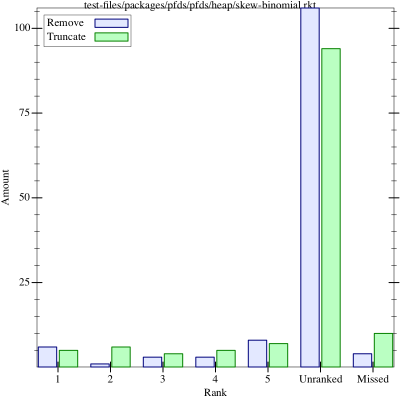 test-files/packages/pfds/pfds/heap/skew-binomial.rkt
Remove
Truncate
100
75
50
25
Amount
1 2 3 4 5 Unranked Missed
Rank